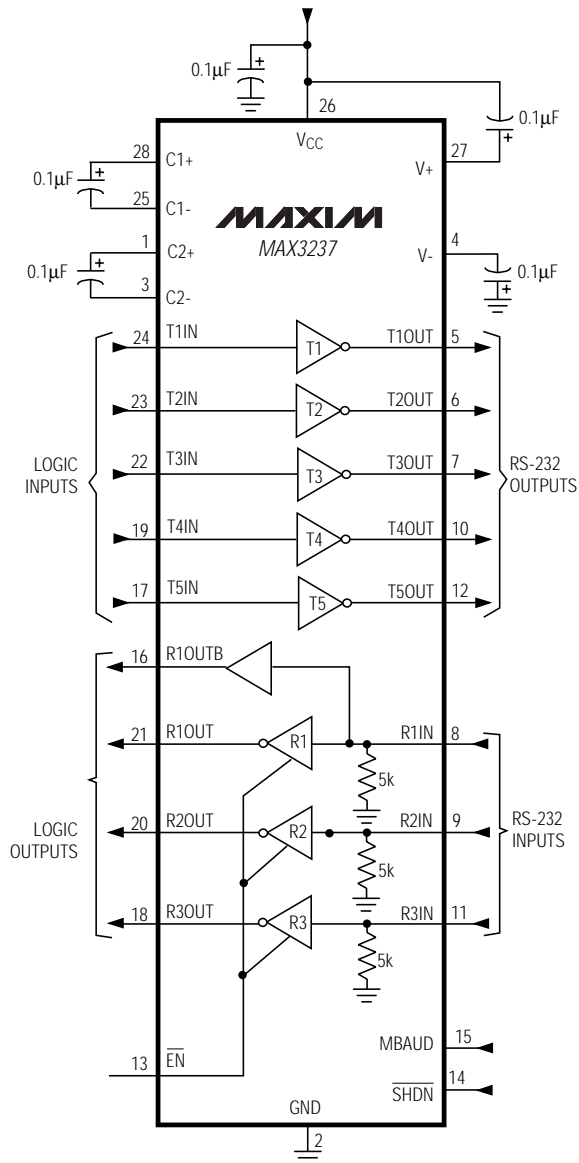 0.1µF
+
26
0.1µF
+
VCC
28
C1+
27
V+
0.1µF
+
25
C1-
MAXIM
MAX3237
1
C2+
4
V-
0.1µF
+
3
C2-
0.1µF
+
24
T1IN
T1
T1OUT
5
23
T2IN
T2
T2OUT
6
LOGIC
INPUTS
22
T3IN
T3
T3OUT
7
RS-232
OUTPUTS
19
T4IN
T4
T4OUT
10
17
T5IN
T5
T5OUT
12
16
R1OUTB
21
R1OUT
R1
R1IN
8
5k
LOGIC
OUTPUTS
20
R2OUT
R2
R2IN
9
RS-232
INPUTS
5k
18
R3OUT
R3
R3IN
11
5k
MBAUD
15
13
EN
SHDN
14
GND
2